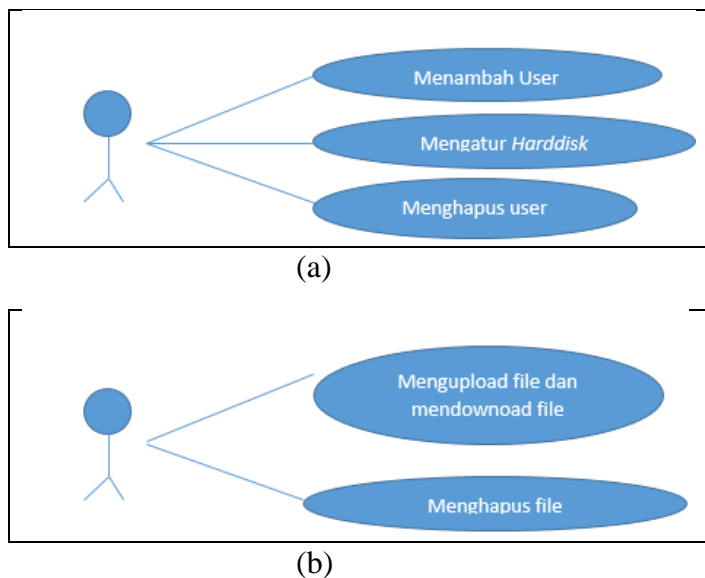 Menambah User
Mengatur Harddisk
Menghapus user
(a)
Mengupload file dan
mendownoad file
Menghapus file
(b)